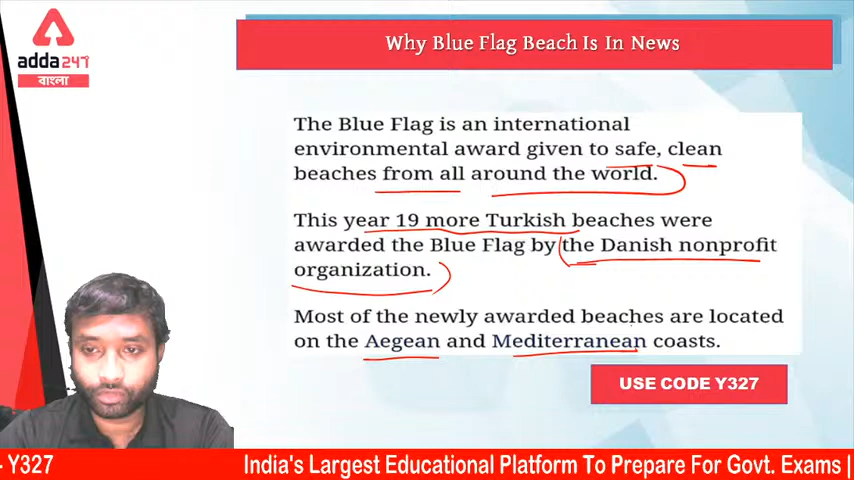 Why Blue Flag Beach Is In News
adda247
বাংলা
The Blue Flag is an international
environmental award given to safe, clean
beaches from all around the world.
This year 19 more Turkish beaches were
awarded the Blue Flag by the Danish nonprofit
organization.
Most of the newly awarded beaches are located
on the Aegean and Mediterranean coasts.
USE CODE Y327
- Y327
India's Largest Educational Platform To Prepare For Govt. Exams |